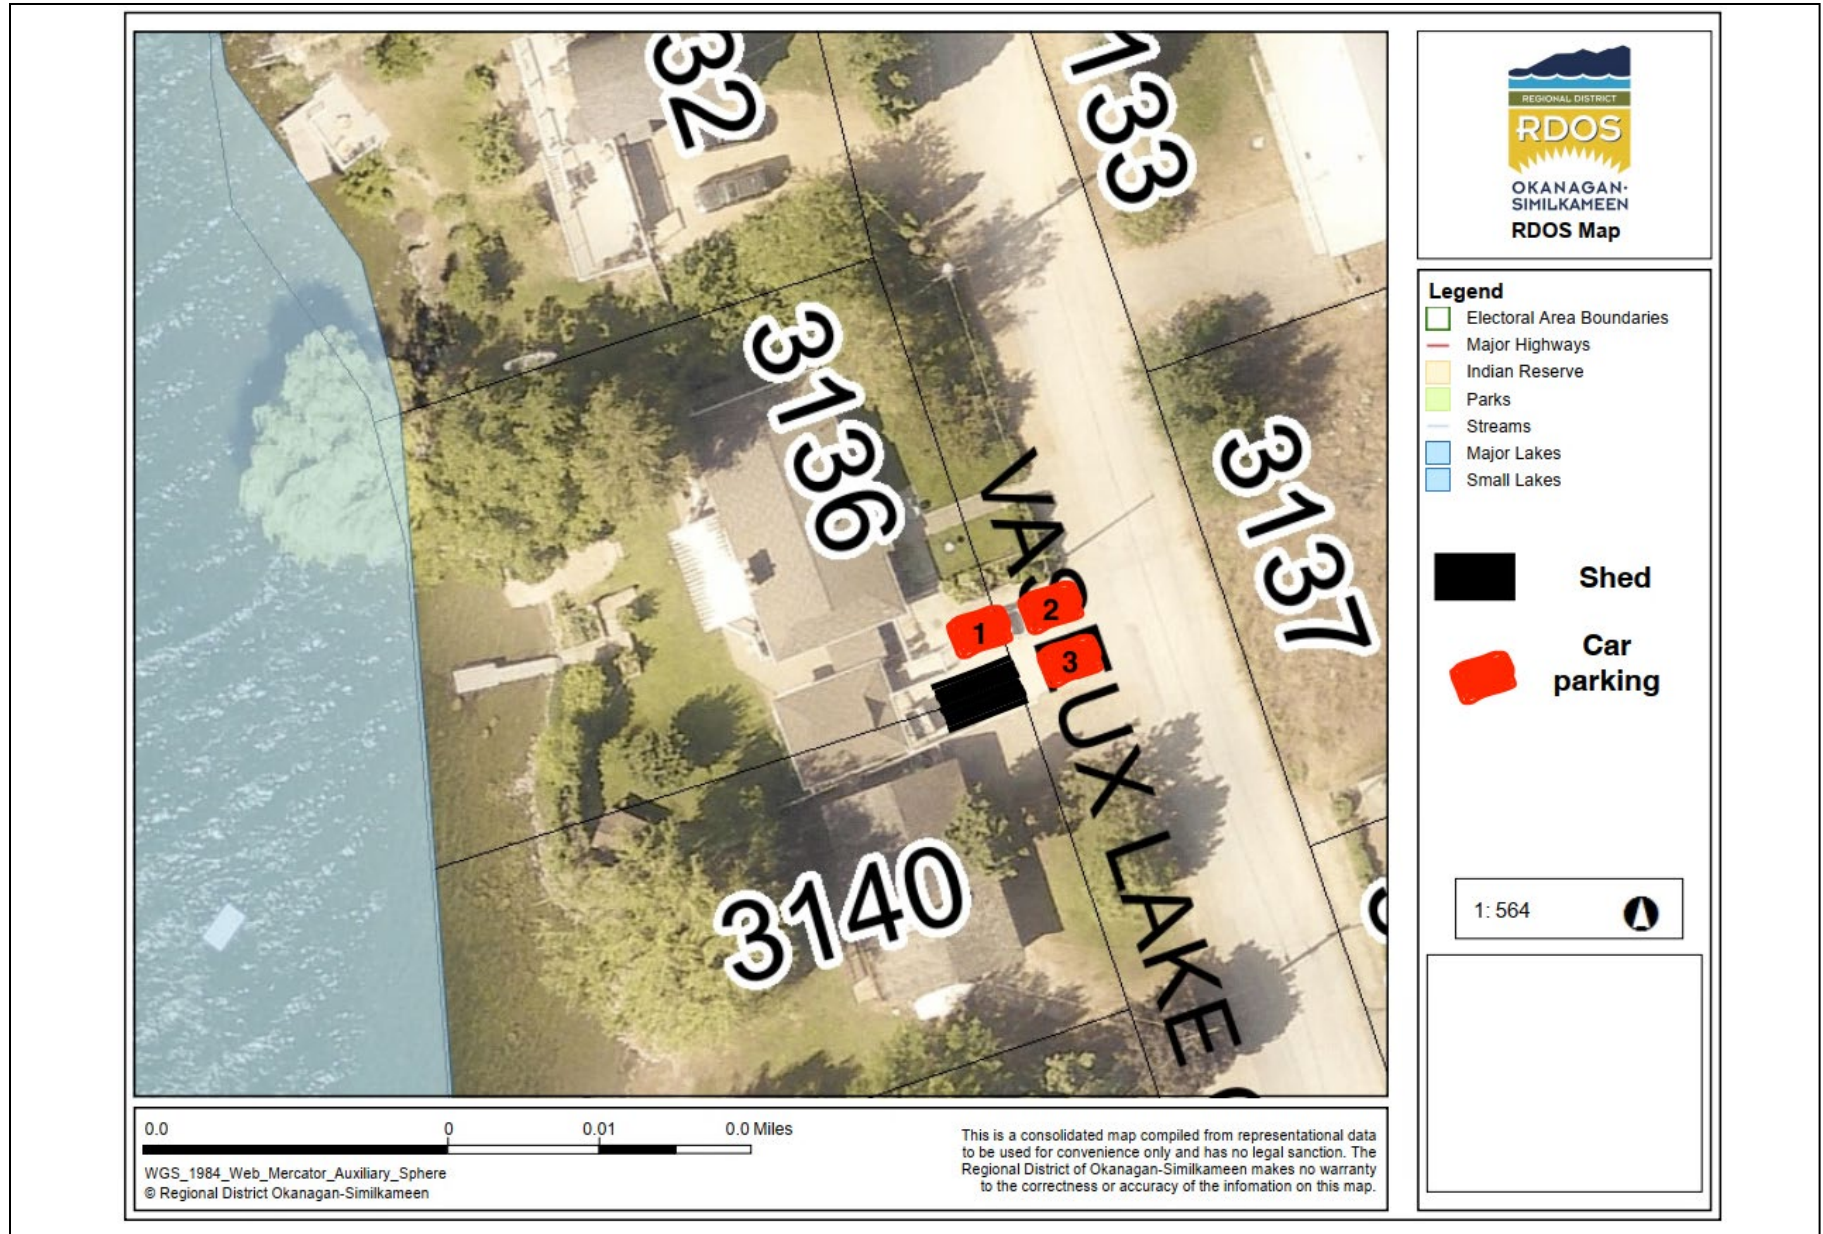 32
133
3136
3137
VAS
EUX LAKE
1
2
3
3140
REGIONAL DISTRICT
RDOS
OKANAGAN-
SIMILKAMEEN
RDOS Map
Legend
Electoral Area Boundaries
Major Highways
Indian Reserve
Parks
Streams
Major Lakes
Small Lakes
Shed
Car
parking
1: 564
0.0 0 0.01 0.0 Miles
WGS_1984_Web_Mercator_Auxiliary_Sphere
© Regional District Okanagan-Similkameen
This is a consolidated map compiled from representational data
to be used for convenience only and has no legal sanction. The
Regional District of Okanagan-Similkameen makes no warranty
to the correctness or accuracy of the infomation on this map.